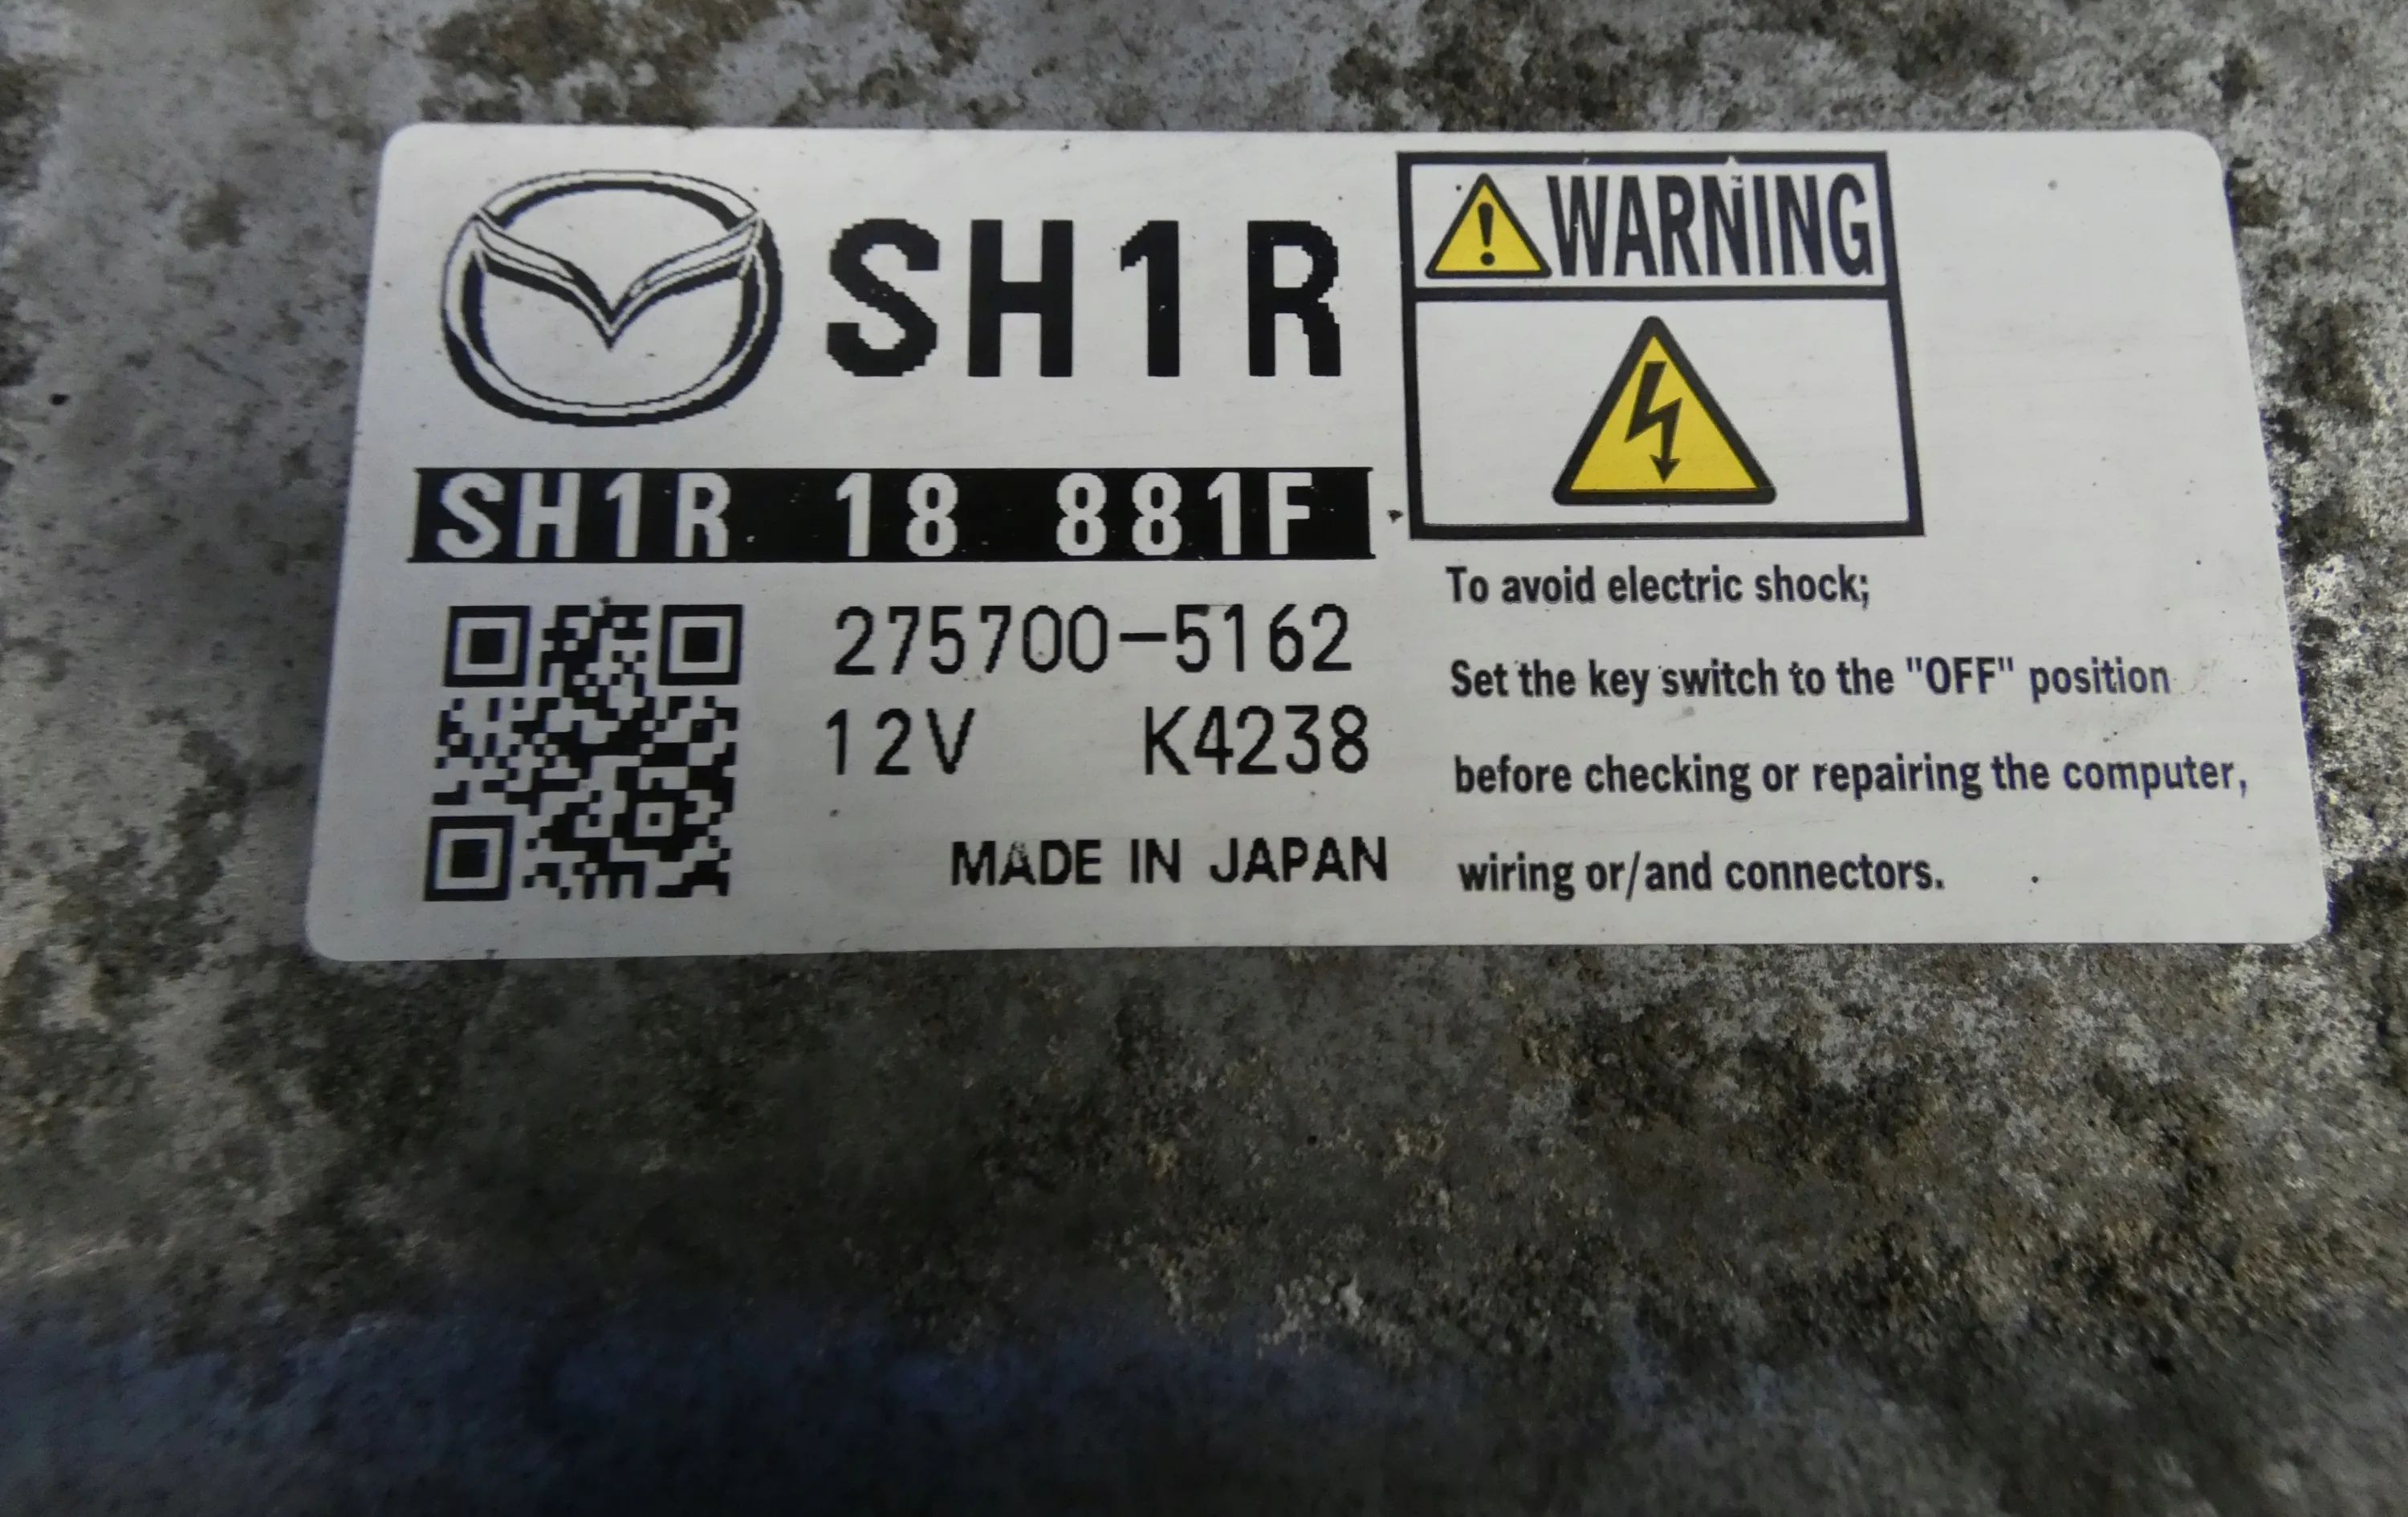 SH1R
SH1R 18 881F
275700-5162
12V K4238
MADE IN JAPAN
WARNING
To avoid electric shock;
Set the key switch to the "OFF" position
before checking or repairing the computer,
wiring or/and connectors.